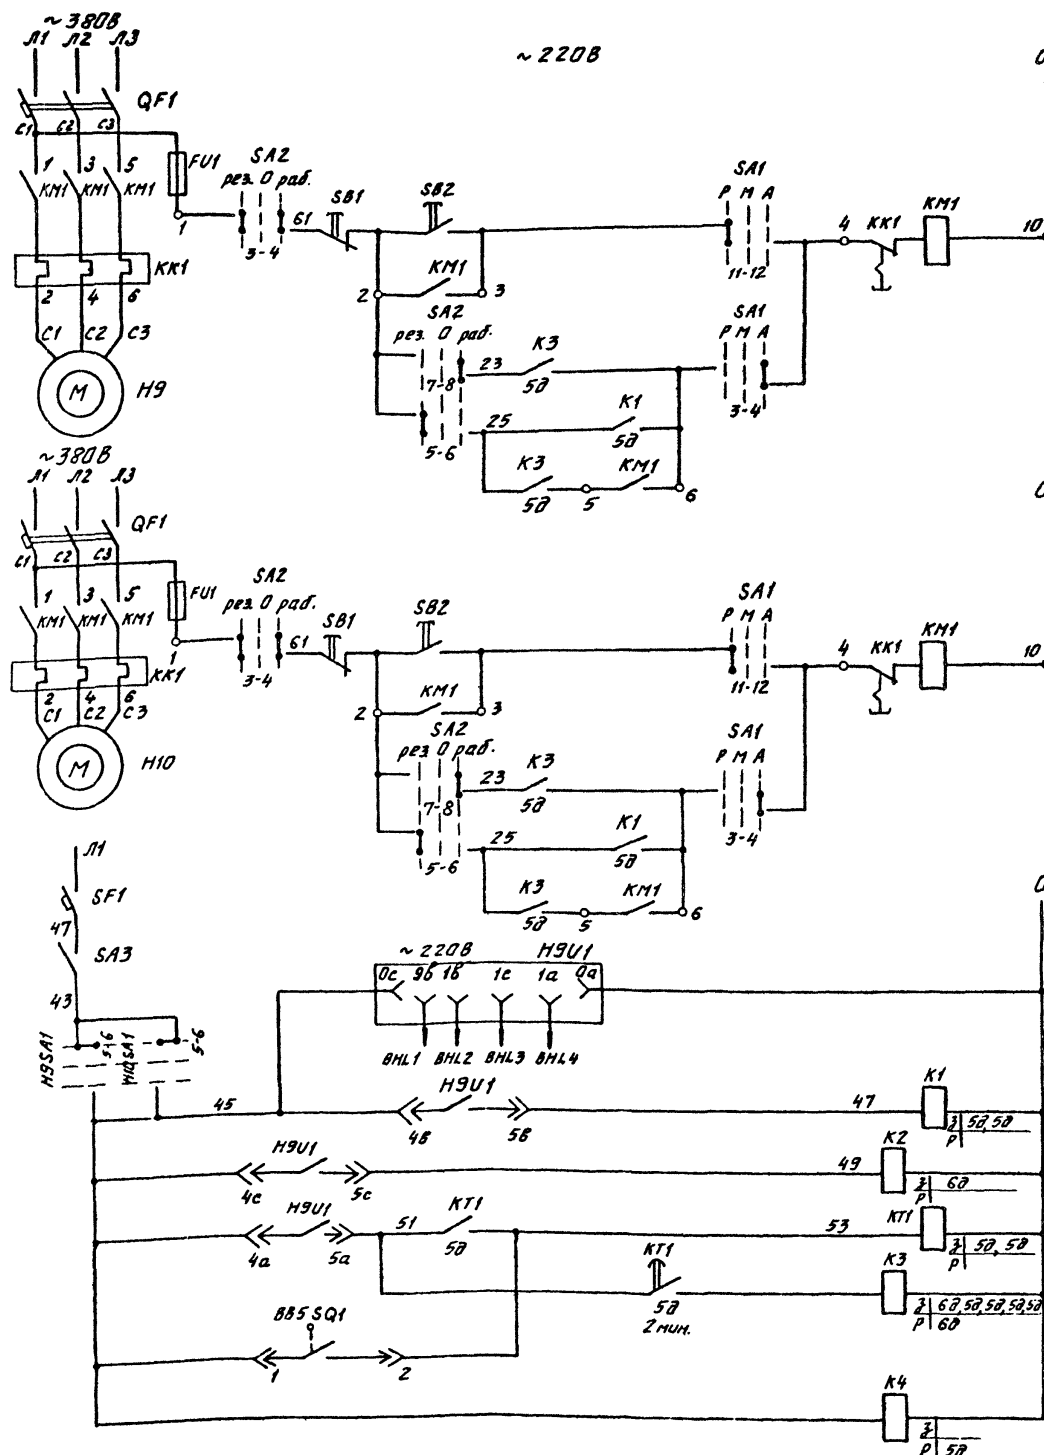 ~ 380В
Л1 Л2 Л3
~ 220В
0
QF1
С1 С2 С3
1 3 5
КМ1 КМ1 КМ1
FU1
1
SA2
рез. О раб.
3-4
61
SB1
SB2
SA1
Р М А
11-12
4
КК1
КМ1
10
КК1
2 4 6
2
КМ1
3
С1 С2 С3
М
Н9
SA2
рез. О раб.
7-8
23
К3
5д
SA1
Р М А
3-4
5-6
25
К1
5д
К3
5д
5
КМ1
6
~ 380В
Л1 Л2 Л3
0
QF1
С1 С2 С3
1 3 5
КМ1 КМ1 КМ1
FU1
1
SA2
рез. О раб.
3-4
61
SB1
SB2
SA1
Р М А
11-12
4
КК1
КМ1
10
КК1
2 4 6
2
КМ1
3
С1 С2 С3
М
Н10
SA2
рез. О раб.
7-8
23
К3
5д
SA1
Р М А
3-4
5-6
25
К1
5д
К3
5д
5
КМ1
6
Л1
0
SF1
47
SA3
43
~ 220В
Н9U1
0с 9б 1в 1с 1а 0а
ВHL1 ВHL2 ВHL3 ВHL4
Н9SA1
5-6
Н10SA1
5-6
45
Н9U1
4в 5в
47
К1
з 5д,5д
р
Н9U1
4с 5с
49
К2
з 6д
р
Н9U1
4а 5а
51
КТ1
5д
53
КТ1
з 5д, 5д
р
КТ1
5д
2 мин.
К3
з 6д,5д,5д,5д,5д
р 6д
ВВ5 SQ1
1 2
К4
з
р 5д